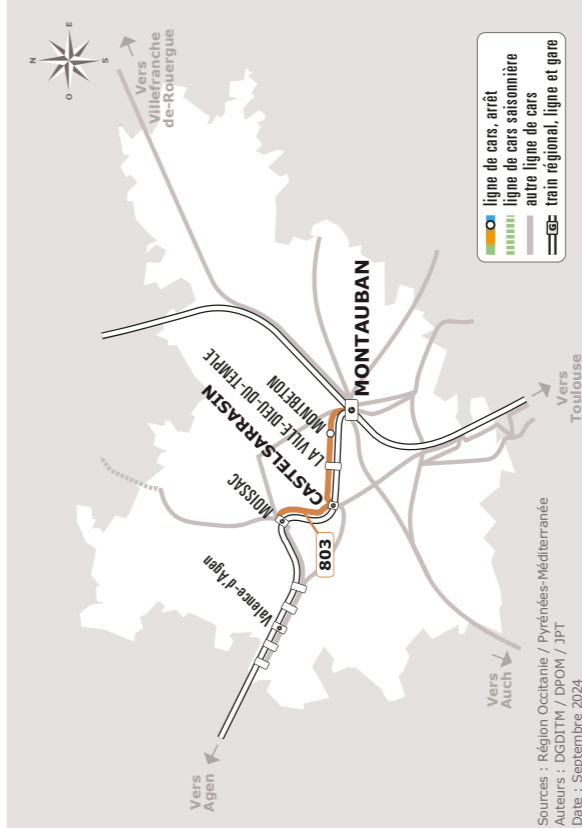 N
E
O
S
Vers
Villefranche
de-Rouergue
ligne de cars, arrêt
ligne de cars saisonnière
autre ligne de cars
G
train régional, ligne et gare
MONTAUBAN
MONTBETON
LA VILLE-DIEU-DU-TEMPLE
CASTELSARRASIN
MOISSAC
803
Valence-d'Agen
Vers
Agen
Vers
Auch
Vers
Toulouse
Sources : Région Occitanie / Pyrénées-Méditerranée
Auteurs : DGDITM / DPOM / JPT
Date : Septembre 2024